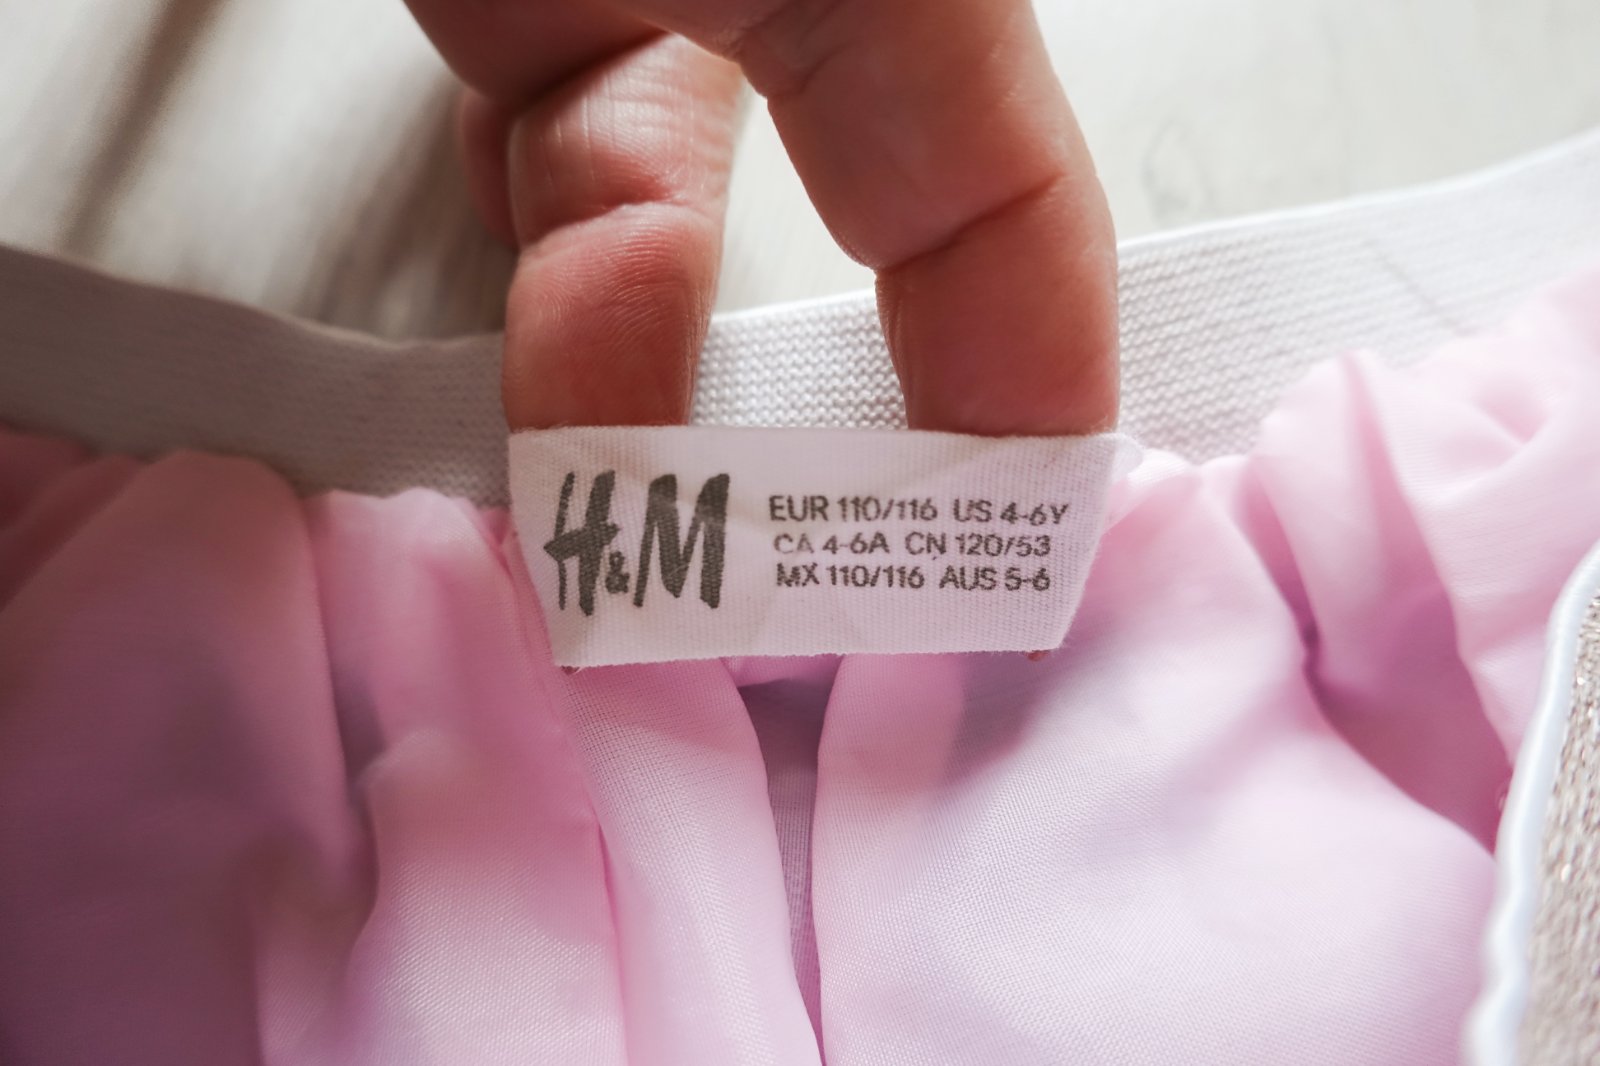 H&M
EUR 110/116 US 4-6Y
CA 4-6A CN 120/53
MX 110/116 AUS 5-6